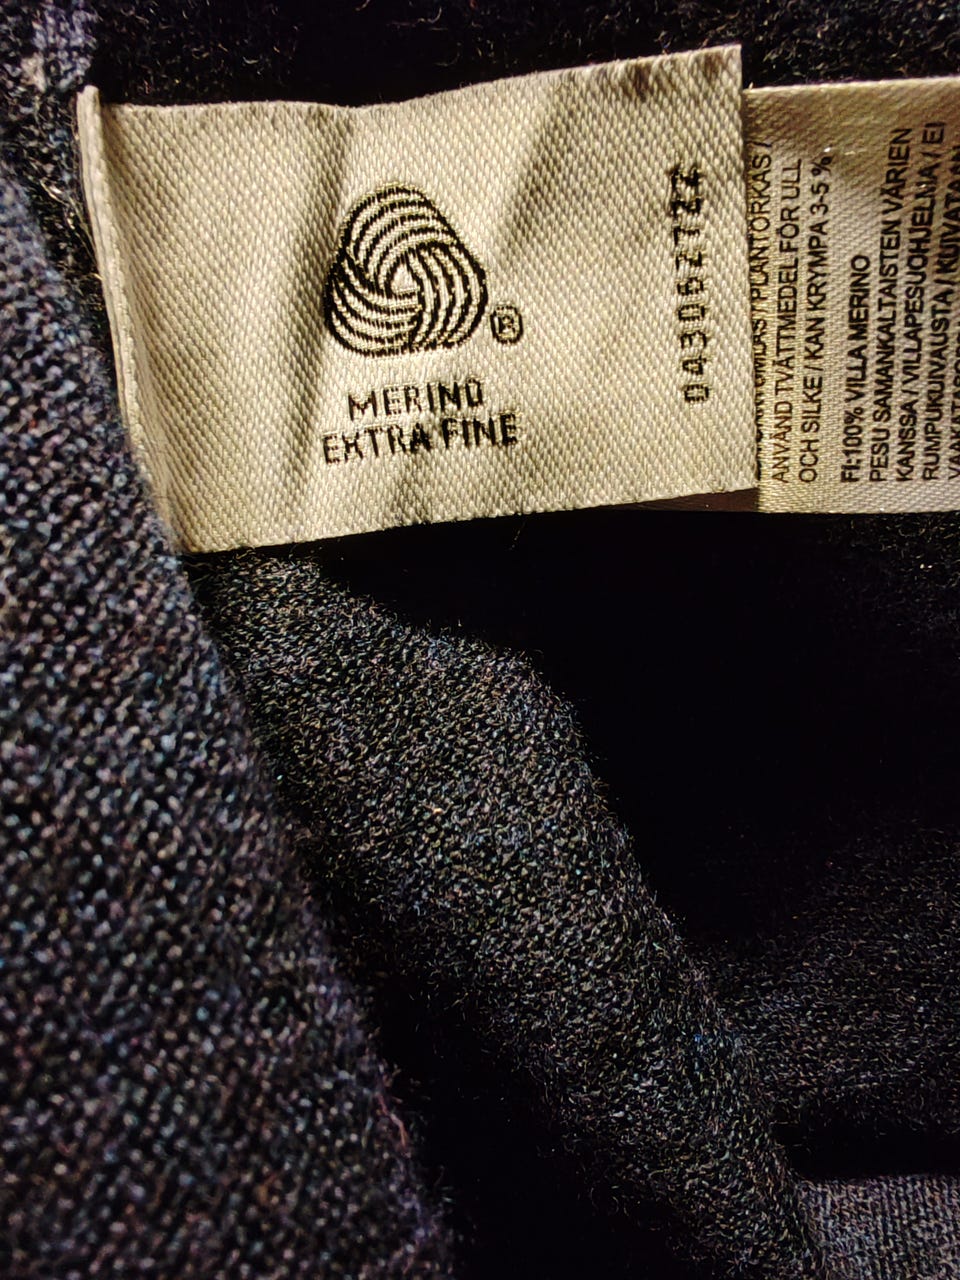 ®
MERINO
EXTRA FINE
0430627Z7
ANVÄND TVÄTTMEDEL FÖR ULL
OCH SILKE / KAN KRYMPA 3-5 %
FI:100% VILLA MERINO
PESU SAMANKALTAISTEN VÄRIEN
KANSSA / VILLAPESUOHJELMA / EI
RUMPUKUIVAUSTA / KUIVATAAN